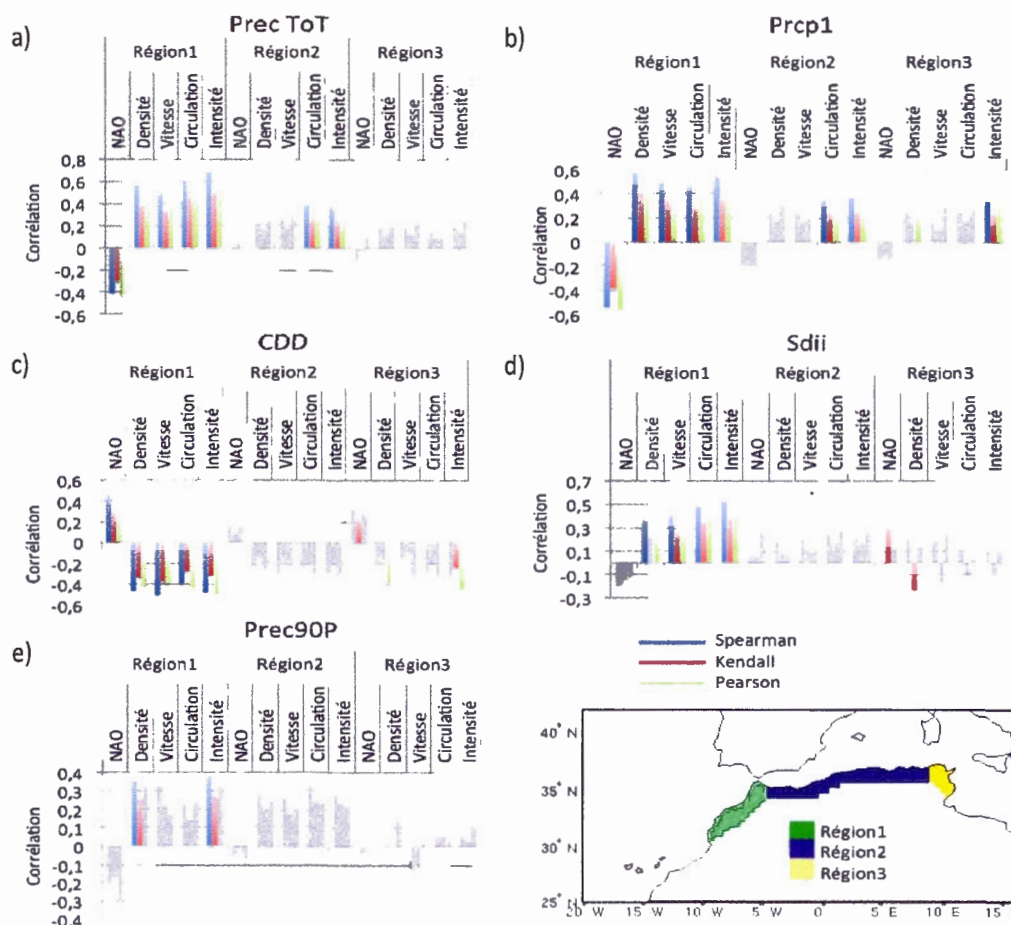 a)
Prec ToT
Région1
Région2
Région3
NAO
Densité
Vitesse
Circulation
Intensité
NAO
Densité
Vitesse
Circulation
Intensité
NAO
Densité
Vitesse
Circulation
Intensité
Corrélation
0,8
0,6
0,4
0,2
0
-0,2
-0,4
-0,6
b)
Prcp1
Région1
Région2
Région3
NAO
Densité
Vitesse
Circulation
Intensité
NAO
Densité
Vitesse
Circulation
Intensité
NAO
Densité
Vitesse
Circulation
Intensité
Corrélation
0,6
0,4
0,2
0
-0,2
-0,4
-0,6
c)
CDD
Région1
Région2
Région3
NAO
Densité
Vitesse
Circulation
Intensité
NAO
Densité
Vitesse
Circulation
Intensité
NAO
Densité
Vitesse
Circulation
Intensité
Corrélation
0,6
0,4
0,2
0
-0,2
-0,4
-0,6
d)
Sdii
Région1
Région2
Région3
NAO
Densité
Vitesse
Circulation
Intensité
NAO
Densité
Vitesse
Circulation
Intensité
NAO
Densité
Vitesse
Circulation
Intensité
Corrélation
0,7
0,5
0,3
0,1
-0,1
-0,3
e)
Prec90P
Région1
Région2
Région3
NAO
Densité
Vitesse
Circulation
Intensité
NAO
Densité
Vitesse
Circulation
Intensité
NAO
Densité
Vitesse
Circulation
Intensité
Corrélation
0,4
0,3
0,2
0,1
0
-0,1
-0,2
-0,3
-0,4
Spearman
Kendall
Pearson
40° N
35° N
30° N
25° N
20° W
15 W
10 W
5° W
0°
5 E
10 E
15° E
Région1
Région2
Région3